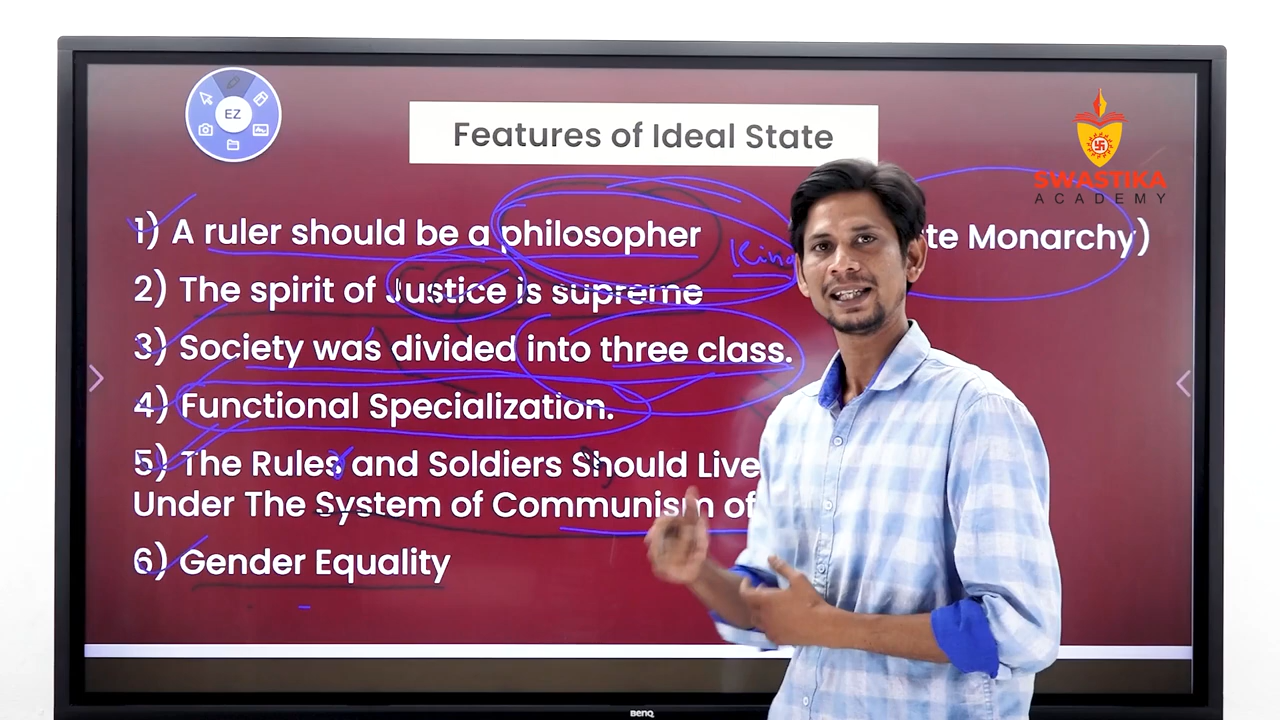 EZ
Features of Ideal State
SWASTIKA
ACADEMY
1) A ruler should be a philosopher te Monarchy)
King
2) The spirit of Justice is supreme
3) Society was divided into three class.
4) Functional Specialization.
5) The Rules and Soldiers Should Live
Under The System of Communism of
6) Gender Equality
BenQ